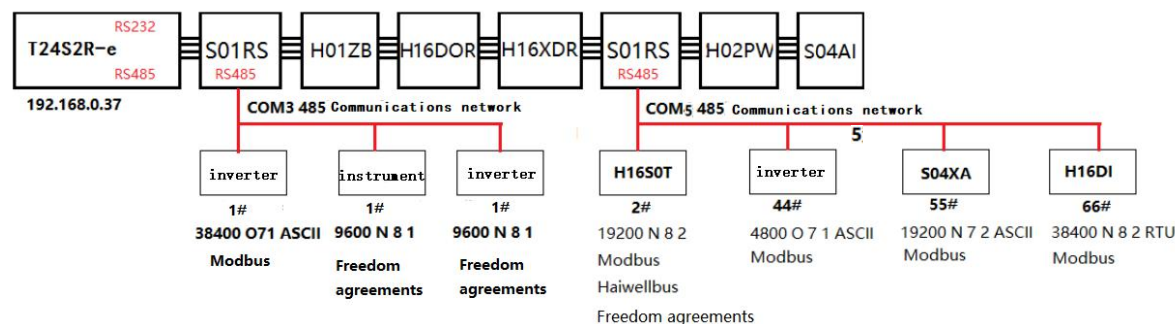 T24S2R-e
RS232
RS485
S01RS
RS485
H01ZB
H16DOR
H16XDR
S01RS
RS485
H02PW
S04AI
192.168.0.37
COM3 485 Communications network
COM5 485 Communications network
5
inverter
1#
38400 O71 ASCII
Modbus
instrument
1#
9600 N 8 1
Freedom
agreements
inverter
1#
9600 N 8 1
Freedom
agreements
H16S0T
2#
19200 N 8 2
Modbus
Haiwellbus
Freedom agreements
inverter
44#
4800 O 7 1 ASCII
Modbus
S04XA
55#
19200 N 7 2 ASCII
Modbus
H16DI
66#
38400 N 8 2 RTU
Modbus